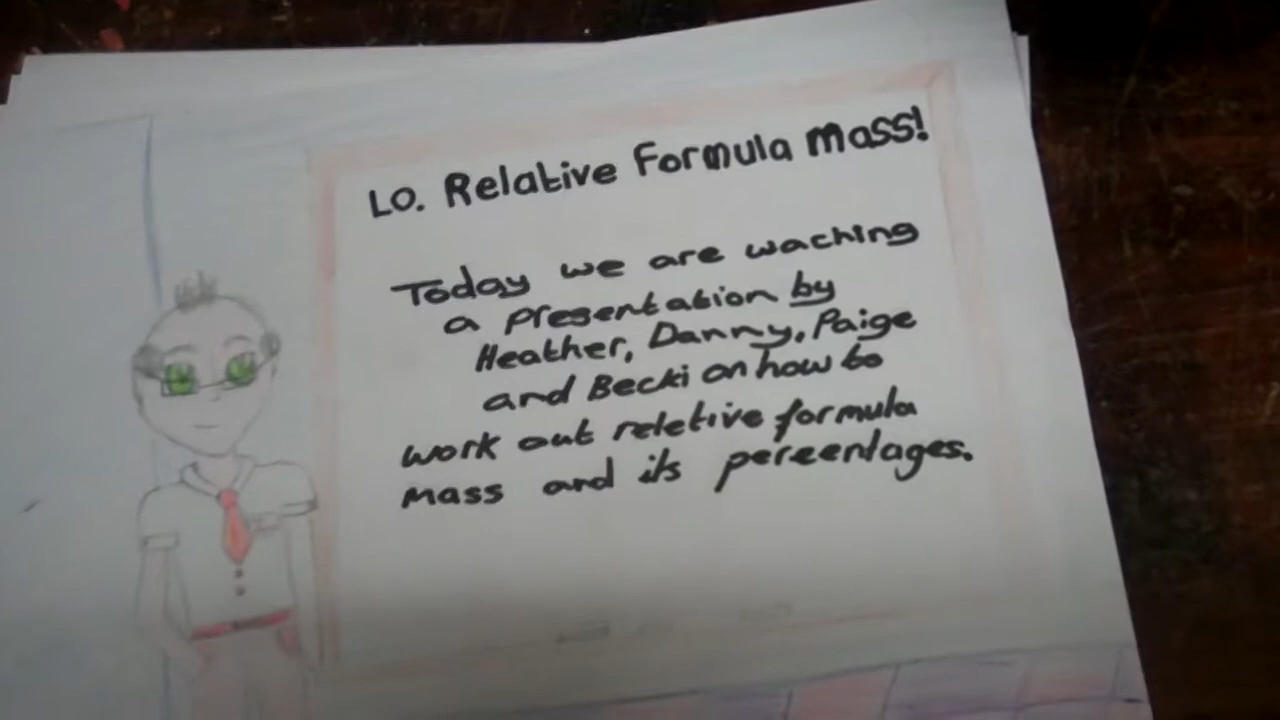 LO. Relative Formula Mass!
Today we are waching
a presentation by
Heather, Danny, Paige
and Becki on how to
work out reletive formula
mass and its percentages.